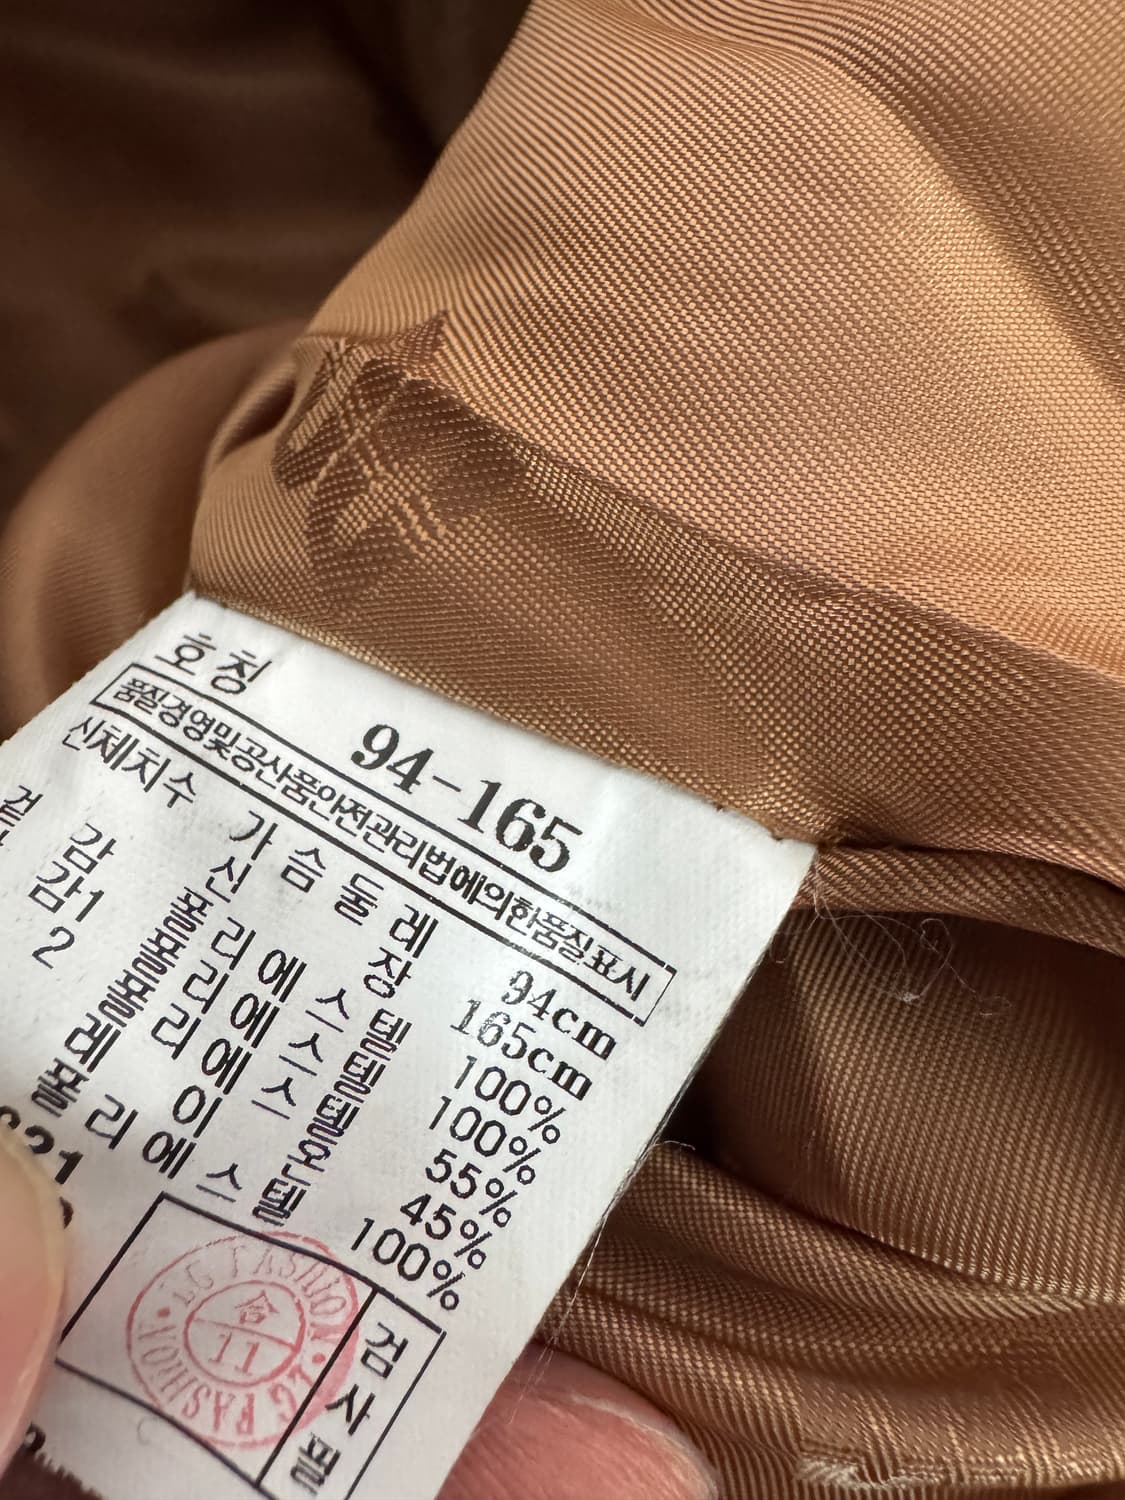 호칭 94-165
품질경영및공산품안전관리법에의한품질표시
신체치수 가슴둘레 94cm
신장 165cm
겉감 폴리에스텔 100%
감1 폴리에스텔 100%
2 폴리에스텔 55%
레이온 45%
폴리에스텔 100%
21
검사필
LG FASHION · LG FASHION ·
11